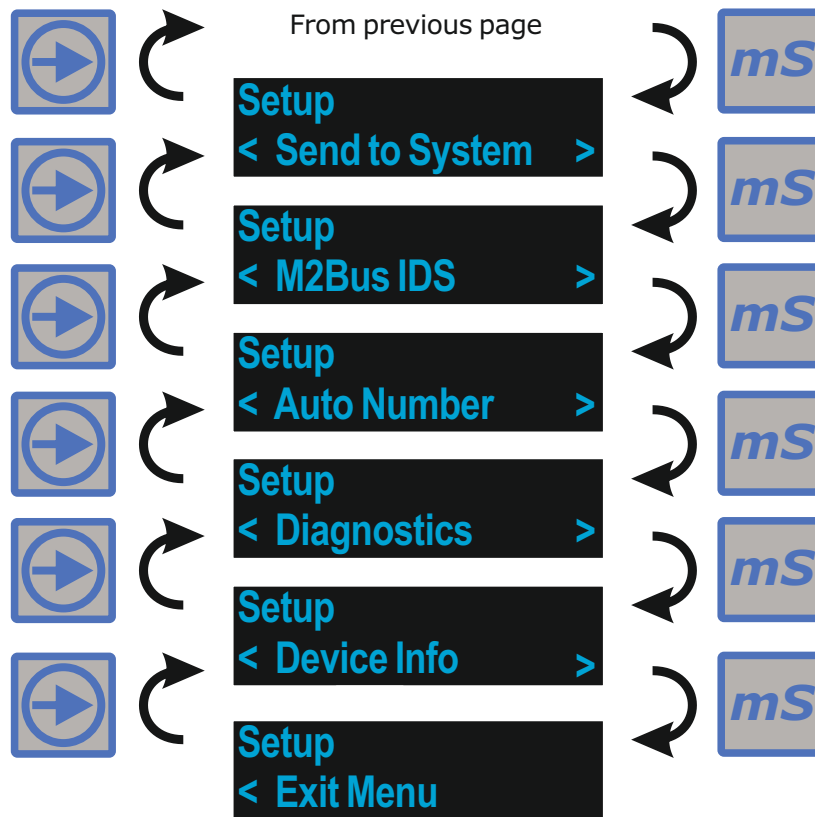 From previous page
mS
Setup
< Send to System >
mS
Setup
< M2Bus IDS >
mS
Setup
< Auto Number >
mS
Setup
< Diagnostics >
mS
Setup
< Device Info >
mS
Setup
< Exit Menu